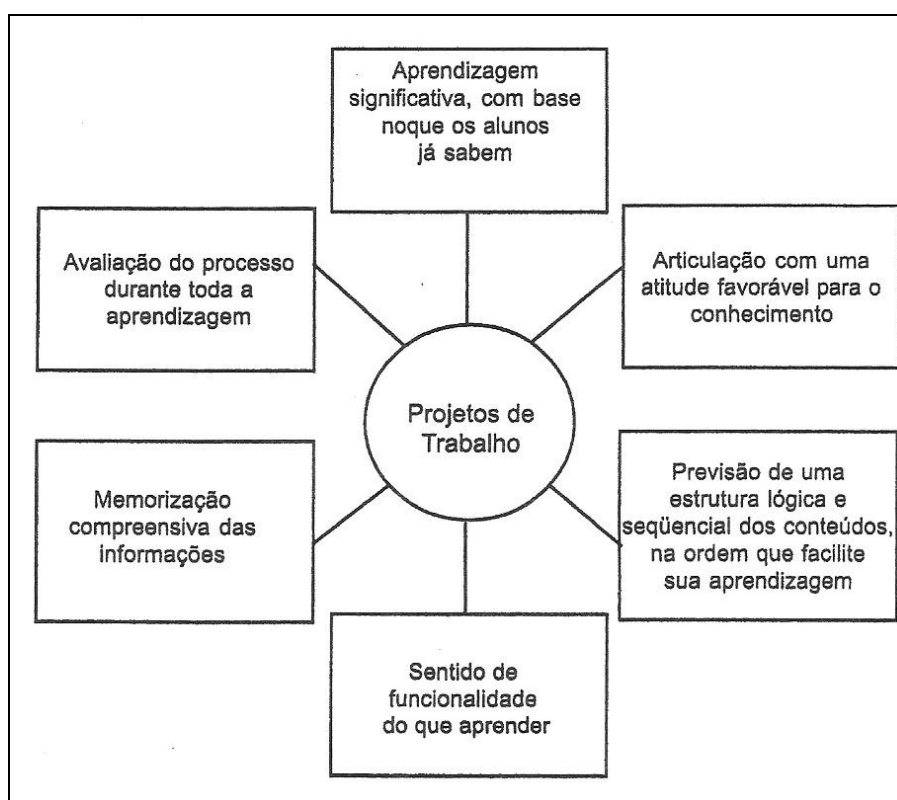 Aprendizagem
significativa, com base
noque os alunos
já sabem
Avaliação do processo
durante toda a
aprendizagem
Articulação com uma
atitude favorável para o
conhecimento
Projetos de
Trabalho
Memorização
compreensiva das
informações
Previsão de uma
estrutura lógica e
seqüencial dos conteúdos,
na ordem que facilite
sua aprendizagem
Sentido de
funcionalidade
do que aprender